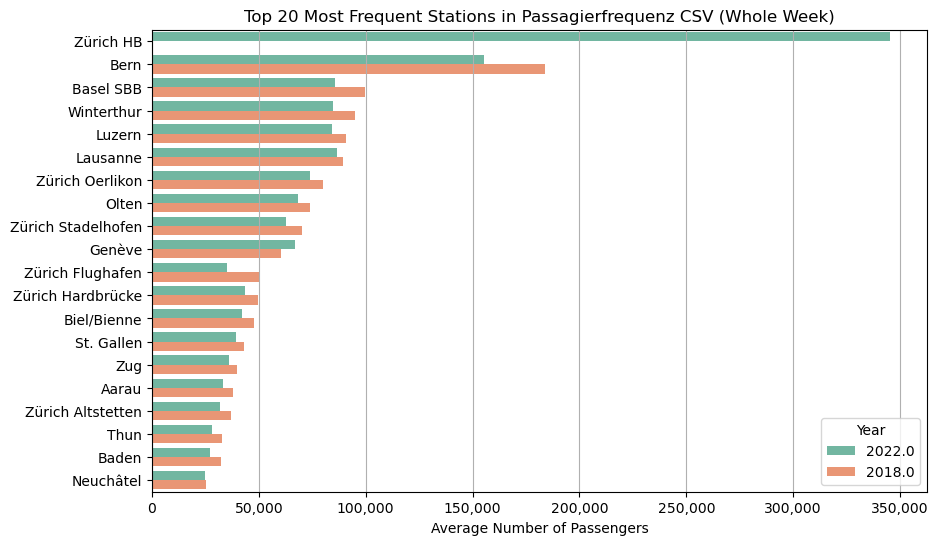 Top 20 Most Frequent Stations in Passagierfrequenz CSV (Whole Week)
Zürich HB
Bern
Basel SBB
Winterthur
Luzern
Lausanne
Zürich Oerlikon
Olten
Zürich Stadelhofen
Genève
Zürich Flughafen
Zürich Hardbrücke
Biel/Bienne
St. Gallen
Zug
Aarau
Zürich Altstetten
Thun
Baden
Neuchâtel
Year
2022.0
2018.0
0 50,000 100,000 150,000 200,000 250,000 300,000 350,000
Average Number of Passengers